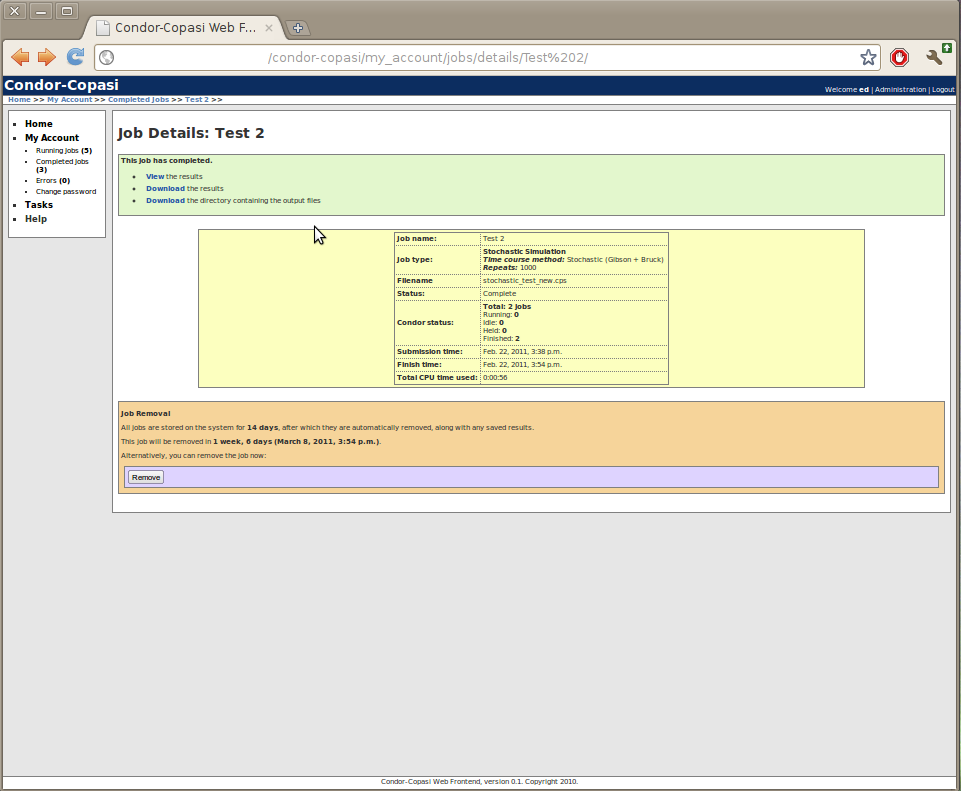 Condor-Copasi Web F...
/condor-copasi/my_account/jobs/details/Test%202/
Condor-Copasi
Welcome ed | Administration | Logout
Home >> My Account >> Completed Jobs >> Test 2 >>
Home
My Account
Running Jobs (5)
Completed Jobs
(3)
Errors (0)
Change password
Tasks
Help
Job Details: Test 2
This job has completed.
View the results
Download the results
Download the directory containing the output files
Job name: Test 2
Job type: Stochastic Simulation
Time course method: Stochastic (Gibson + Bruck)
Repeats: 1000
Filename stochastic_test_new.cps
Status: Complete
Condor status: Total: 2 jobs
Running: 0
Idle: 0
Held: 0
Finished: 2
Submission time: Feb. 22, 2011, 3:38 p.m.
Finish time: Feb. 22, 2011, 3:54 p.m.
Total CPU time used: 0:00:56
Job Removal
All jobs are stored on the system for 14 days, after which they are automatically removed, along with any saved results.
This job will be removed in 1 week, 6 days (March 8, 2011, 3:54 p.m.).
Alternatively, you can remove the job now:
Remove
Condor-Copasi Web Frontend, version 0.1. Copyright 2010.